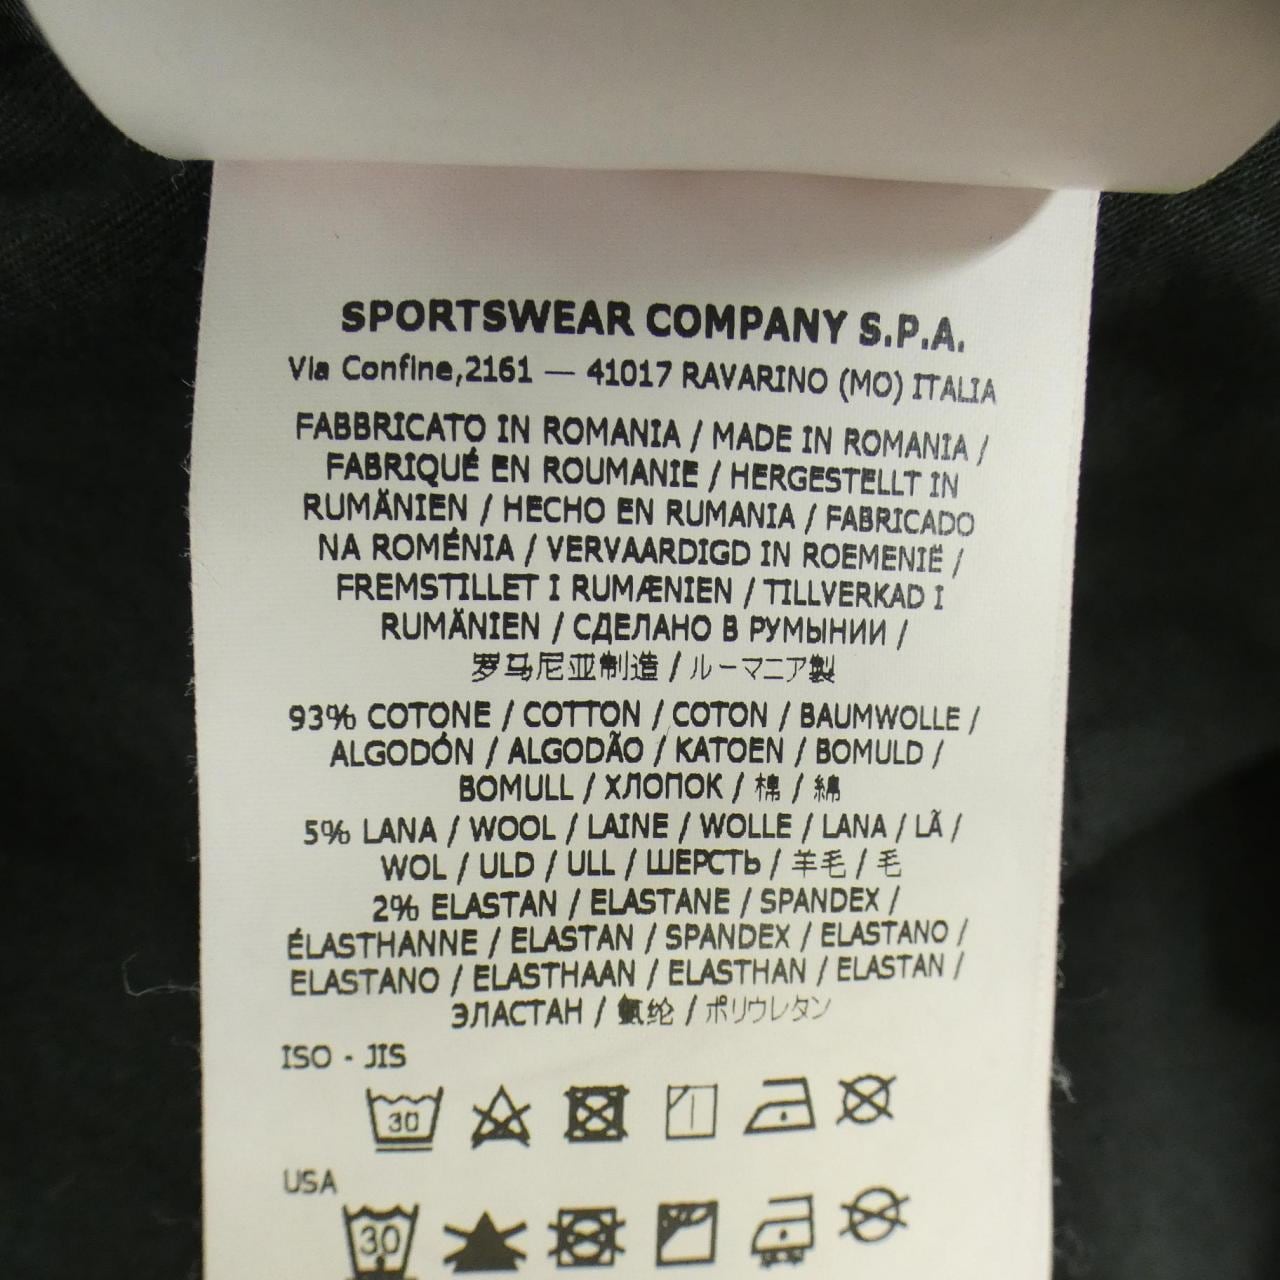 SPORTSWEAR COMPANY S.P.A.
Via Confine,2161 — 41017 RAVARINO (MO) ITALIA
FABBRICATO IN ROMANIA / MADE IN ROMANIA /
FABRIQUÉ EN ROUMANIE / HERGESTELLT IN
RUMÄNIEN / HECHO EN RUMANIA / FABRICADO
NA ROMÉNIA / VERVAARDIGD IN ROEMENIË /
FREMSTILLET I RUMÆNIEN / TILLVERKAD I
RUMÄNIEN / СДЕЛАНО В РУМЫНИИ /
罗马尼亚制造 / ルーマニア製
93% COTONE / COTTON / COTON / BAUMWOLLE /
ALGODÓN / ALGODÃO / KATOEN / BOMULD /
BOMULL / ХЛОПОК / 棉 / 綿
5% LANA / WOOL / LAINE / WOLLE / LANA / LÃ /
WOL / ULD / ULL / ШЕРСТЬ / 羊毛 / 毛
2% ELASTAN / ELASTANE / SPANDEX /
ÉLASTHANNE / ELASTAN / SPANDEX / ELASTANO /
ELASTANO / ELASTHAAN / ELASTHAN / ELASTAN /
ЭЛАСТАН / 氨纶 / ポリウレタン
ISO - JIS
30
USA
30